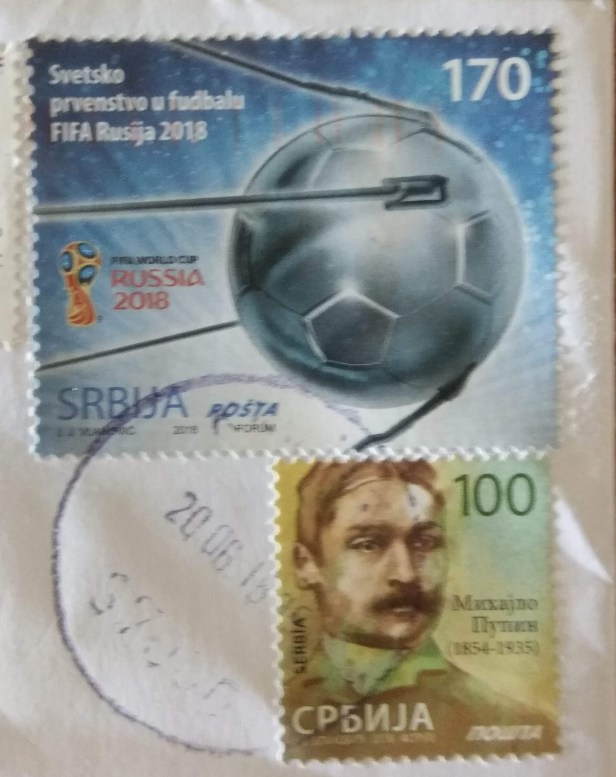 Svetsko
prvenstvo u fudbalu
FIFA Rusija 2018
170
FIFA WORLD CUP
RUSSIA
2018
SRBIJA POŠTA
2018 FORUM
20 06 18
100
Михајло
Пупин
(1854-1935)
SERBIA
СРБИЈА ПОШТА